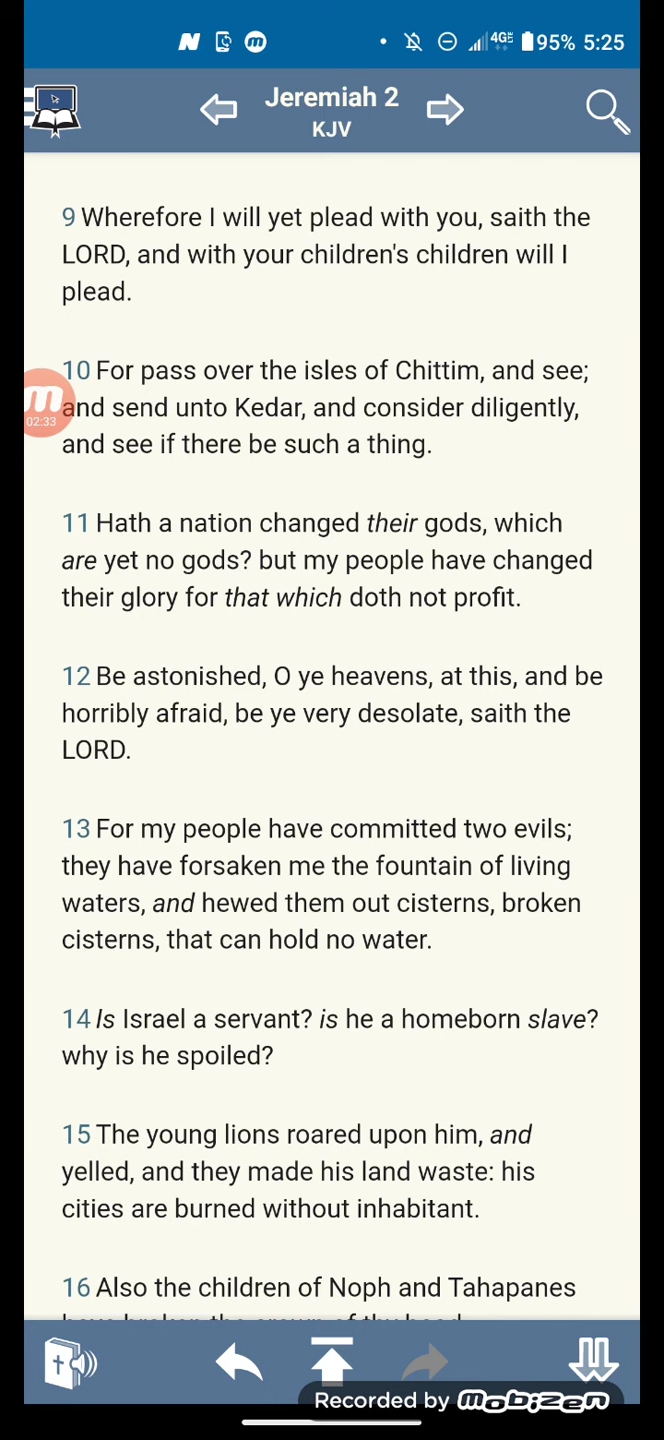 95% 5:25
Jeremiah 2
KJV
9 Wherefore I will yet plead with you, saith the
LORD, and with your children's children will I
plead.
10 For pass over the isles of Chittim, and see;
02:33
and send unto Kedar, and consider diligently,
and see if there be such a thing.
11 Hath a nation changed their gods, which
are yet no gods? but my people have changed
their glory for that which doth not profit.
12 Be astonished, O ye heavens, at this, and be
horribly afraid, be ye very desolate, saith the
LORD.
13 For my people have committed two evils;
they have forsaken me the fountain of living
waters, and hewed them out cisterns, broken
cisterns, that can hold no water.
14 Is Israel a servant? is he a homeborn slave?
why is he spoiled?
15 The young lions roared upon him, and
yelled, and they made his land waste: his
cities are burned without inhabitant.
16 Also the children of Noph and Tahapanes
have broken the crown of thy head.
Recorded by Mobizen